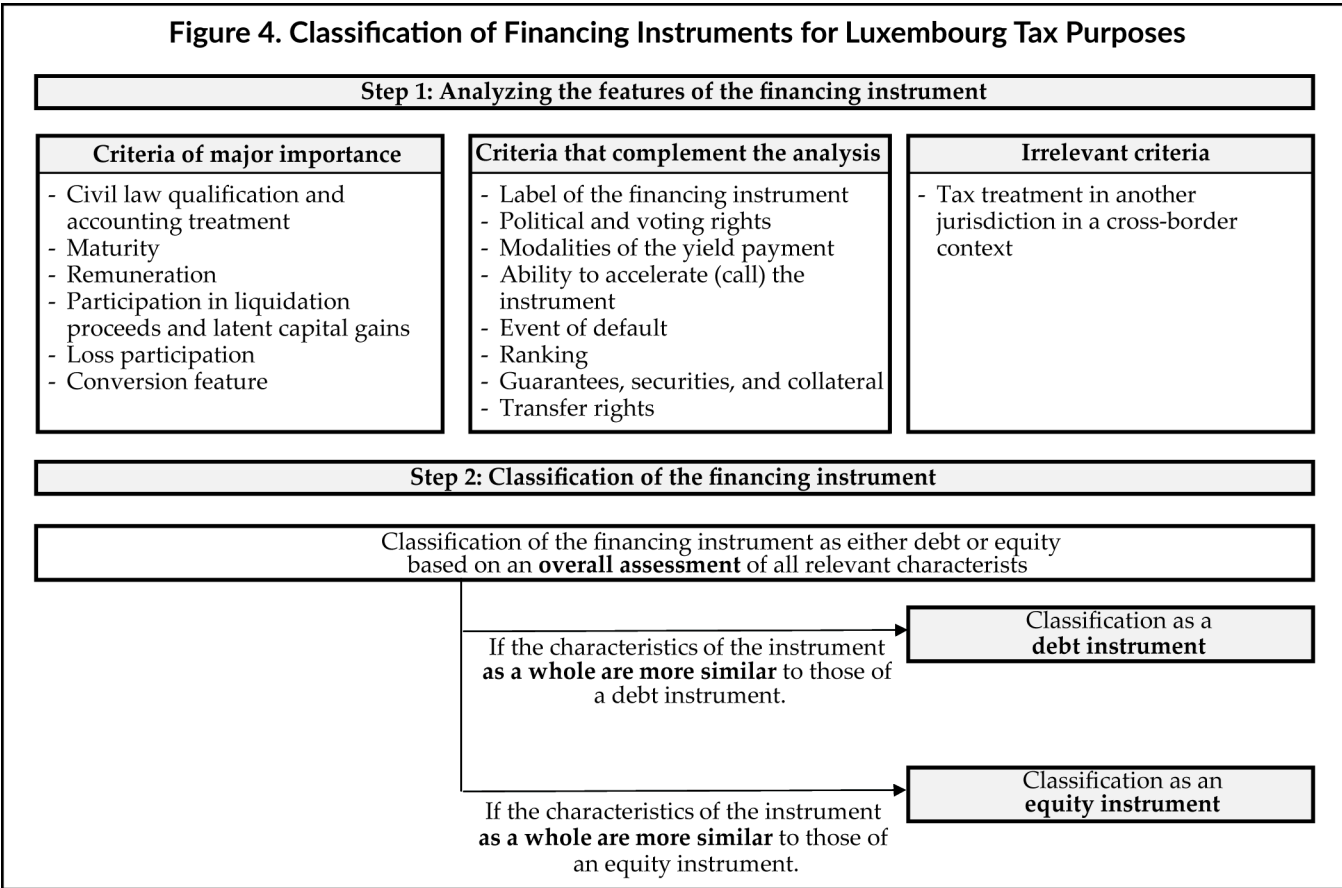 Figure 4. Classification of Financing Instruments for Luxembourg Tax Purposes
Step 1: Analyzing the features of the financing instrument
Criteria of major importance
- Civil law qualification and
accounting treatment
- Maturity
- Remuneration
- Participation in liquidation
proceeds and latent capital gains
- Loss participation
- Conversion feature
Criteria that complement the analysis
- Label of the financing instrument
- Political and voting rights
- Modalities of the yield payment
- Ability to accelerate (call) the
instrument
- Event of default
- Ranking
- Guarantees, securities, and collateral
- Transfer rights
Irrelevant criteria
- Tax treatment in another
jurisdiction in a cross-border
context
Step 2: Classification of the financing instrument
Classification of the financing instrument as either debt or equity
based on an overall assessment of all relevant characterists
If the characteristics of the instrument
as a whole are more similar to those of
a debt instrument.
Classification as a
debt instrument
If the characteristics of the instrument
as a whole are more similar to those of
an equity instrument.
Classification as an
equity instrument